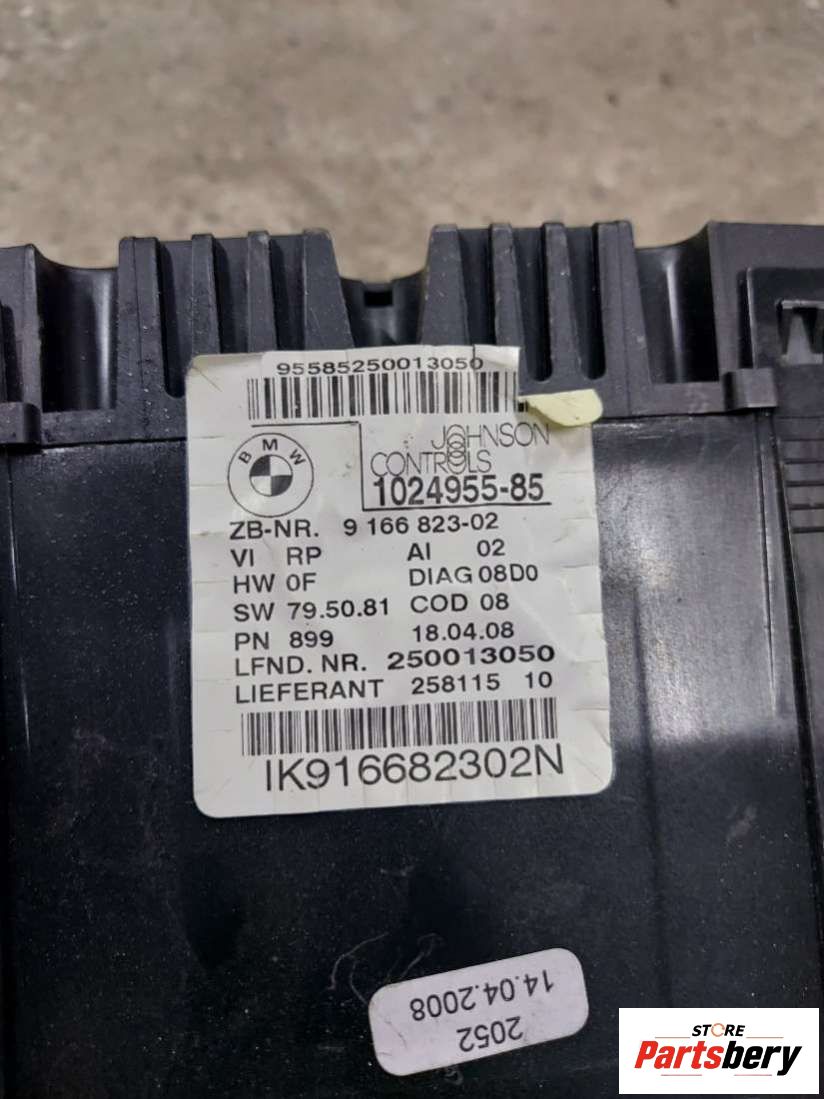 95585250013050
BMW
JOHNSON
CONTROLS
1024955-85
ZB-NR. 9 166 823-02
VI RP AI 02
HW 0F DIAG 08D0
SW 79.50.81 COD 08
PN 899 18.04.08
LFND. NR. 250013050
LIEFERANT 258115 10
IK916682302N
2052
14.04.2008
STORE
Partsbery